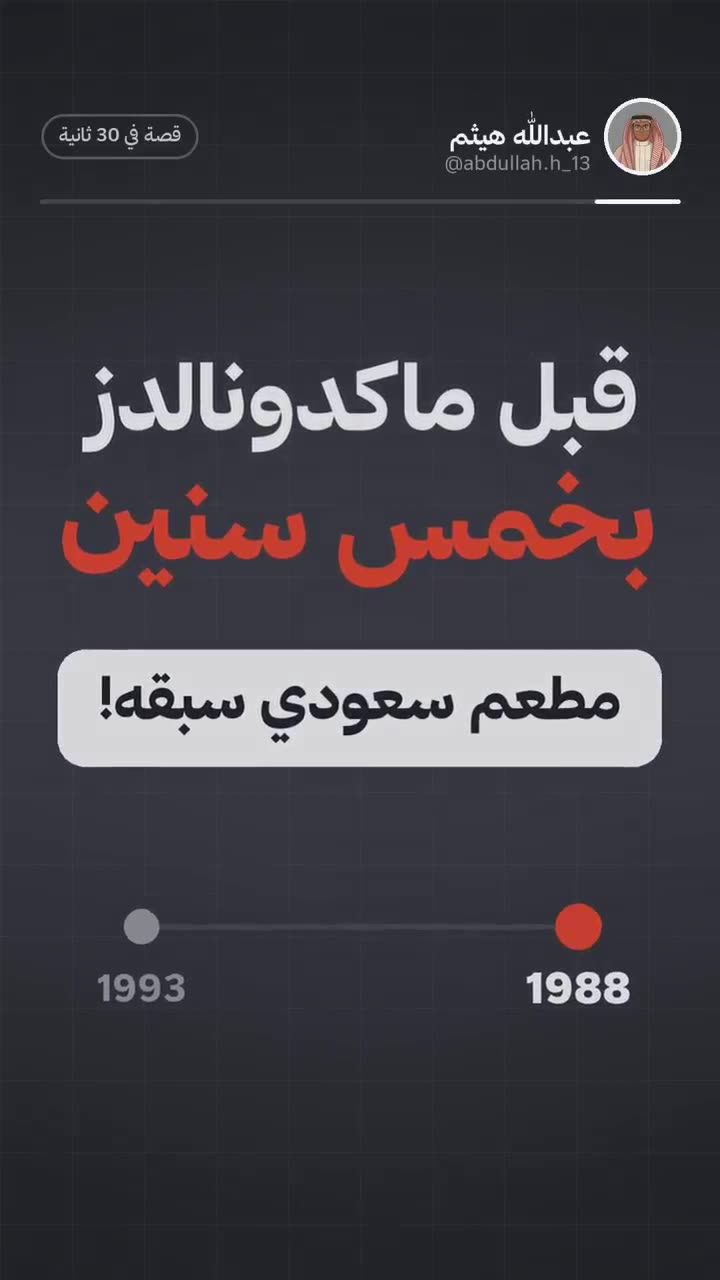 عبدالله هيثم
@abdullah.h_13
قصة في 30 ثانية
قبل ماكدونالدز
بخمس سنين
مطعم سعودي سبقه!
1988
1993